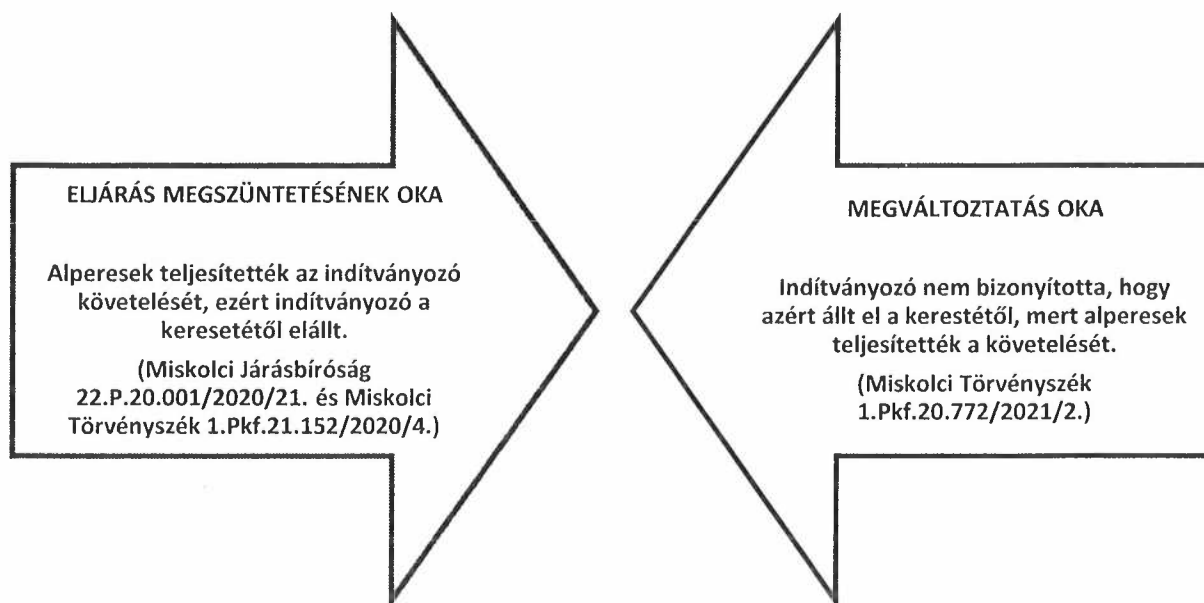 ELJÁRÁS MEGSZÜNTETÉSÉNEK OKA
Alperesek teljesítették az indítványozó
követelését, ezért indítványozó a
keresetétől elállt.
(Miskolci Járásbíróság
22.P.20.001/2020/21. és Miskolci
Törvényszék 1.Pkf.21.152/2020/4.)
MEGVÁLTOZTATÁS OKA
Indítványozó nem bizonyította, hogy
azért állt el a kerestétől, mert alperesek
teljesítették a követelését.
(Miskolci Törvényszék
1.Pkf.20.772/2021/2.)